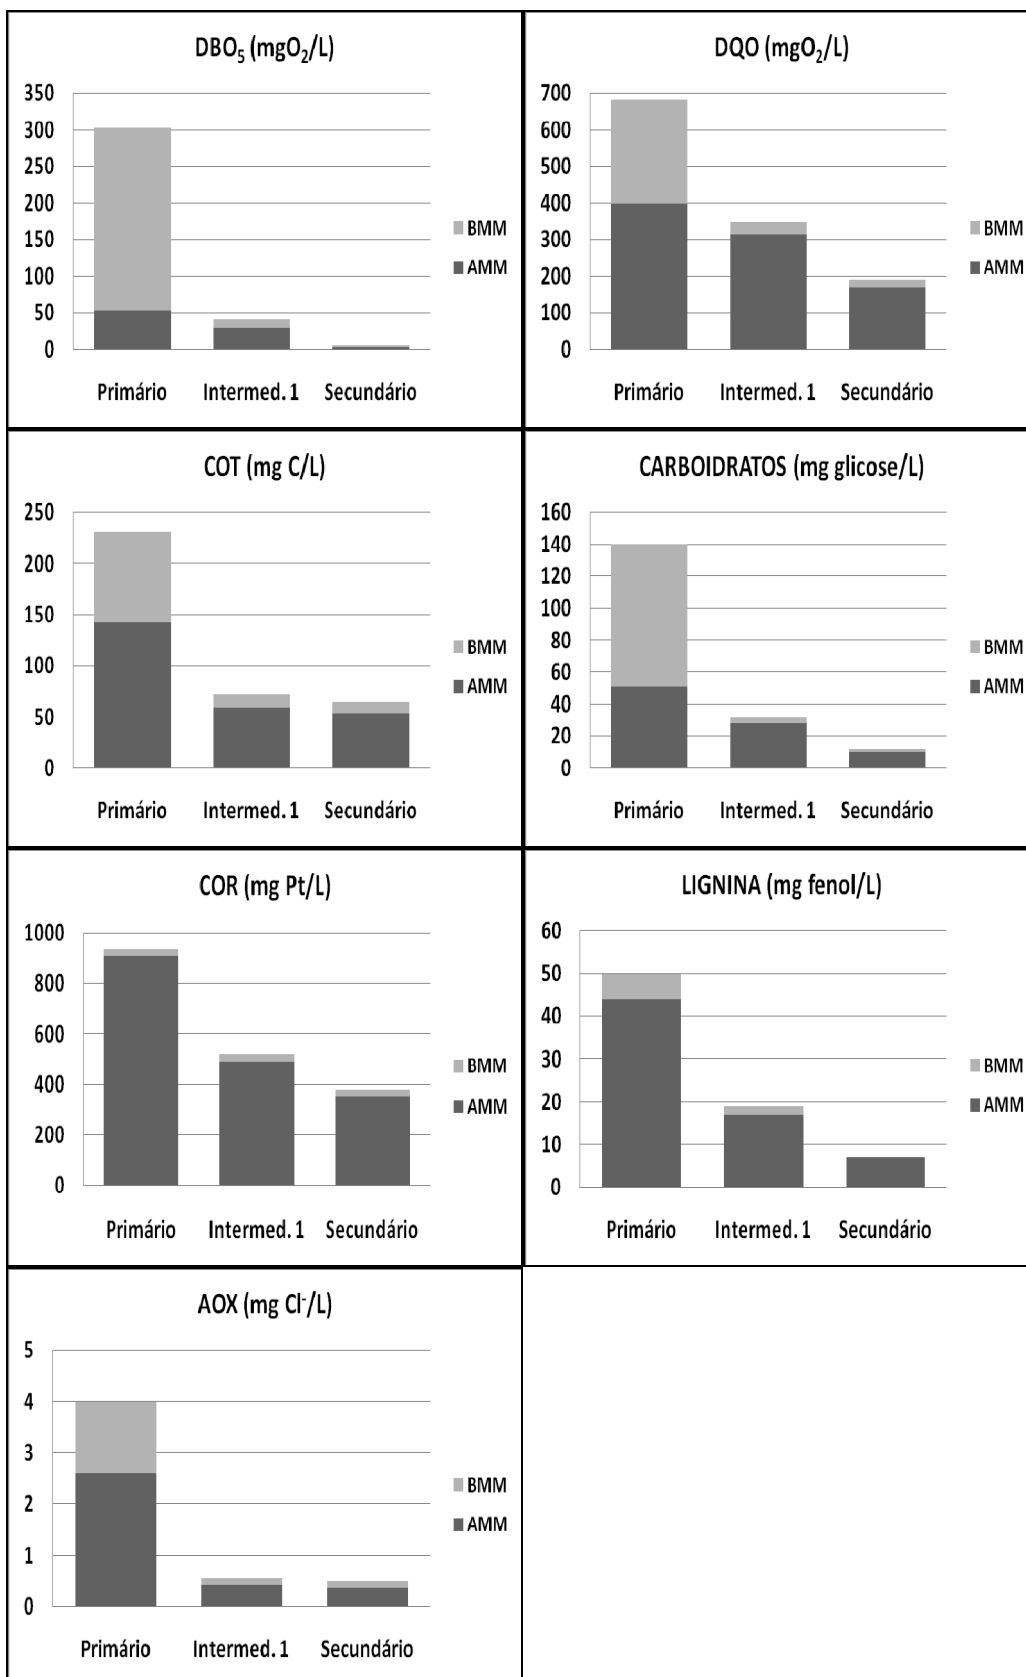 DBO₅ (mgO₂/L)
350
300
250
200
150
100
50
0
BMM
AMM
Primário Intermed. 1 Secundário
DQO (mgO₂/L)
700
600
500
400
300
200
100
0
BMM
AMM
Primário Intermed. 1 Secundário
COT (mg C/L)
250
200
150
100
50
0
BMM
AMM
Primário Intermed. 1 Secundário
CARBOIDRATOS (mg glicose/L)
160
140
120
100
80
60
40
20
0
BMM
AMM
Primário Intermed. 1 Secundário
COR (mg Pt/L)
1000
800
600
400
200
0
BMM
AMM
Primário Intermed. 1 Secundário
LIGNINA (mg fenol/L)
60
50
40
30
20
10
0
BMM
AMM
Primário Intermed. 1 Secundário
AOX (mg Cl⁻/L)
5
4
3
2
1
0
BMM
AMM
Primário Intermed. 1 Secundário